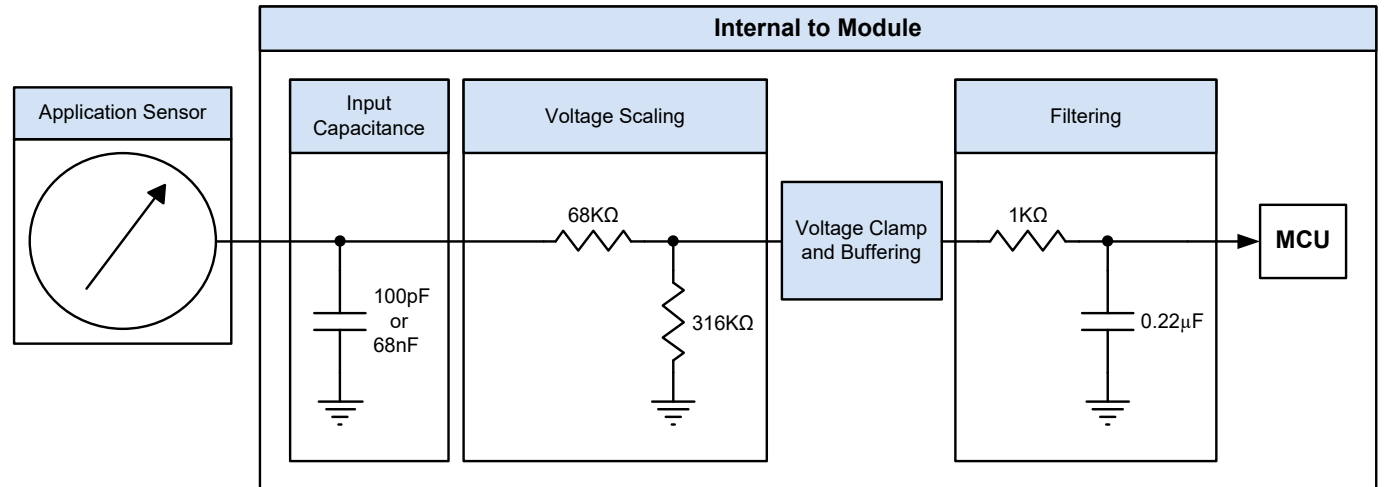 Internal to Module
Application Sensor
Input
Capacitance
Voltage Scaling
Filtering
68KΩ
1KΩ
Voltage Clamp
and Buffering
MCU
100pF
or
68nF
316KΩ
0.22µF